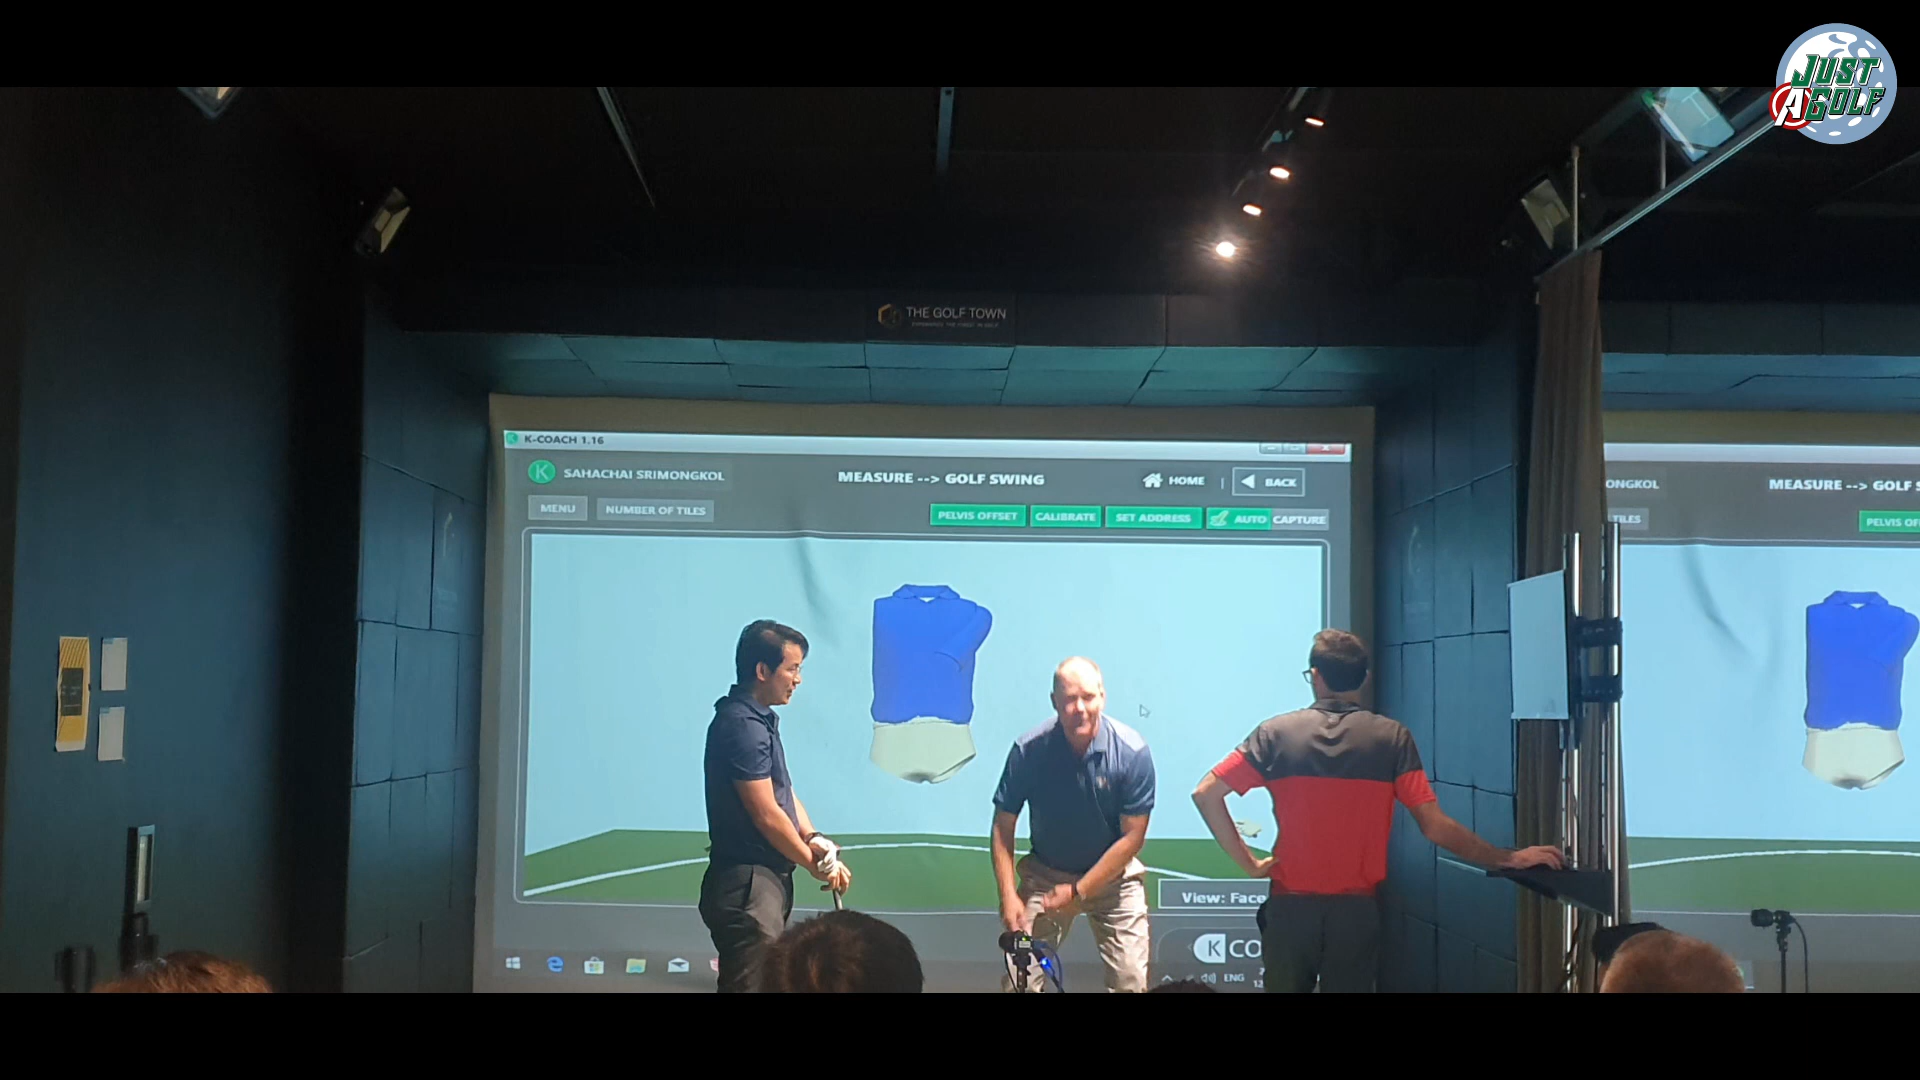 JUST
A GOLF
THE GOLF TOWN
K-COACH 1.16
SAHACHAI SRIMONGKOL
MEASURE --> GOLF SWING
HOME | BACK
MENU
NUMBER OF TILES
PELVIS OFFSET
CALIBRATE
SET ADDRESS
AUTO CAPTURE
View: Face
K CO
ENG
ONGKOL
MEASURE --> GOLF S
TILES
PELVIS OF